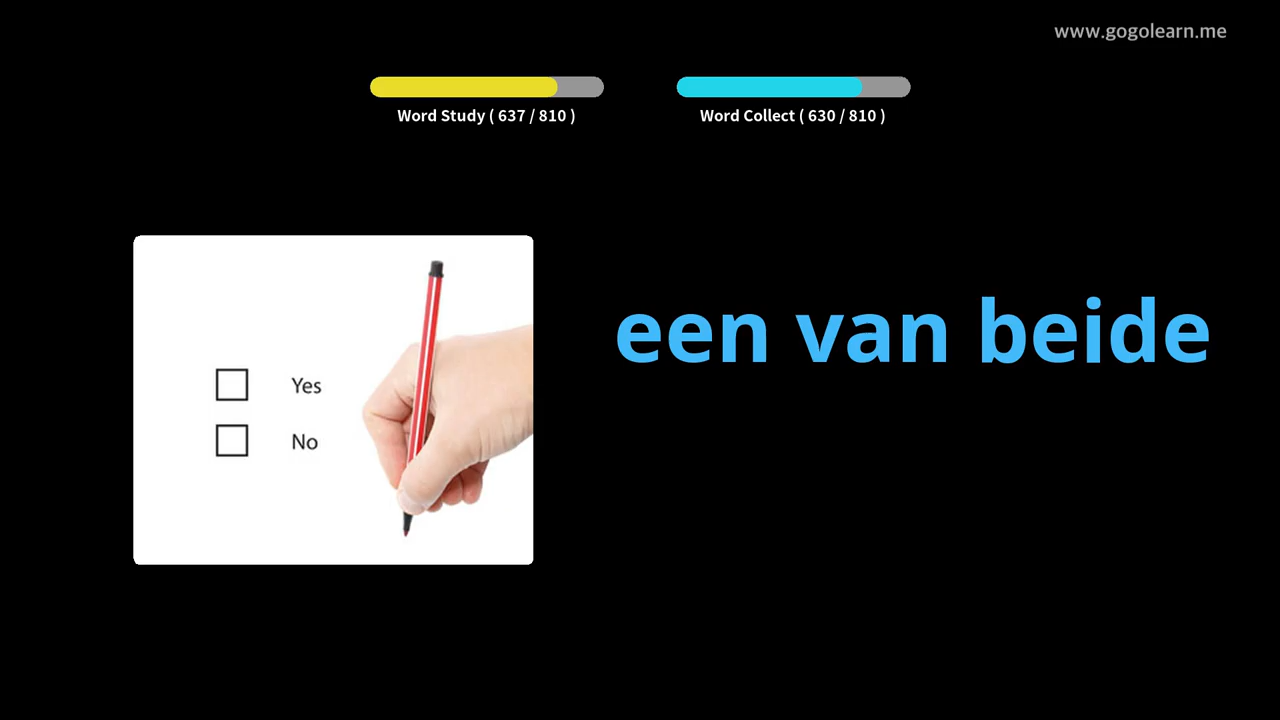 www.gogolearn.me
Word Study ( 637 / 810 )
Word Collect ( 630 / 810 )
een van beide
Yes
No